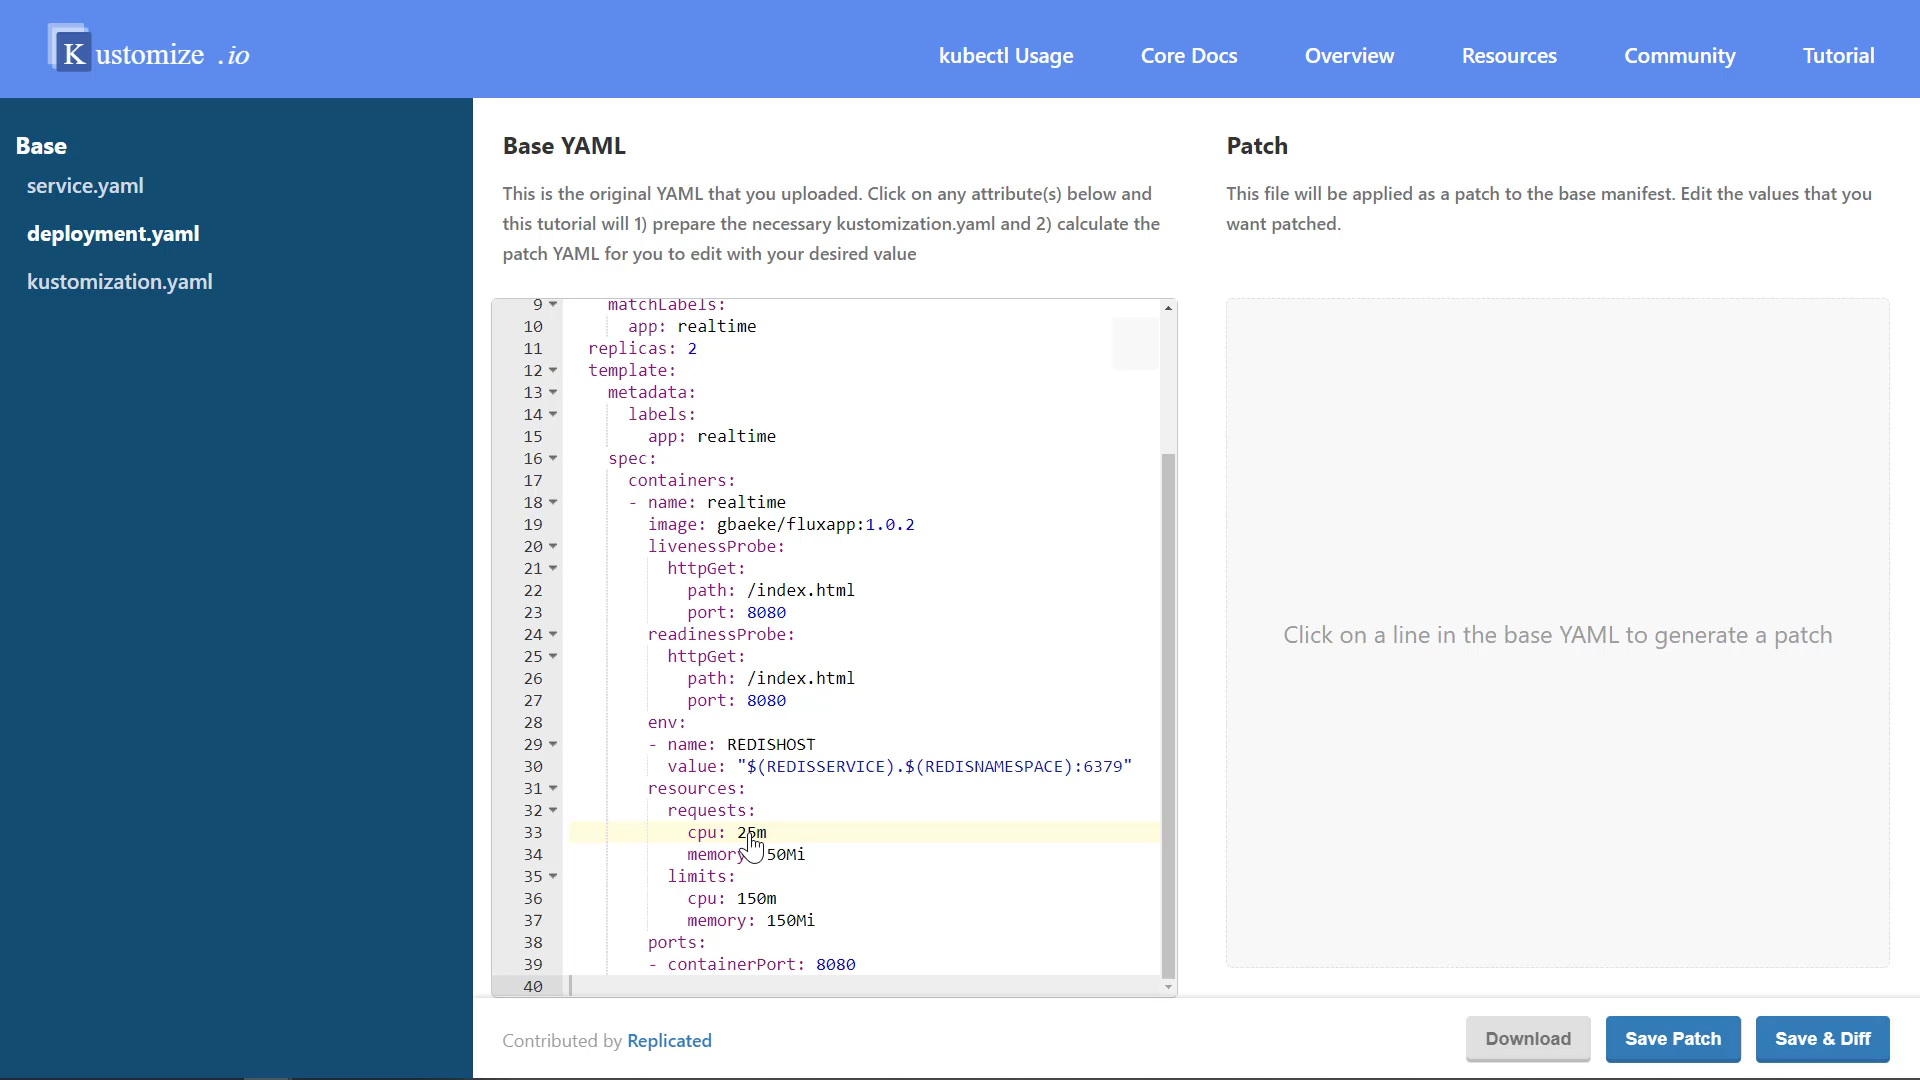 Kustomize .io
kubectl Usage
Core Docs
Overview
Resources
Community
Tutorial
Base
service.yaml
deployment.yaml
kustomization.yaml
Base YAML
This is the original YAML that you uploaded. Click on any attribute(s) below and
this tutorial will 1) prepare the necessary kustomization.yaml and 2) calculate the
patch YAML for you to edit with your desired value
9 matchLabels:
10 app: realtime
11 replicas: 2
12 template:
13 metadata:
14 labels:
15 app: realtime
16 spec:
17 containers:
18 - name: realtime
19 image: gbaeke/fluxapp:1.0.2
20 livenessProbe:
21 httpGet:
22 path: /index.html
23 port: 8080
24 readinessProbe:
25 httpGet:
26 path: /index.html
27 port: 8080
28 env:
29 - name: REDISHOST
30 value: "$(REDISSERVICE).$(REDISNAMESPACE):6379"
31 resources:
32 requests:
33 cpu: 25m
34 memory: 50Mi
35 limits:
36 cpu: 150m
37 memory: 150Mi
38 ports:
39 - containerPort: 8080
40
Patch
This file will be applied as a patch to the base manifest. Edit the values that you
want patched.
Click on a line in the base YAML to generate a patch
Contributed by Replicated
Download
Save Patch
Save & Diff